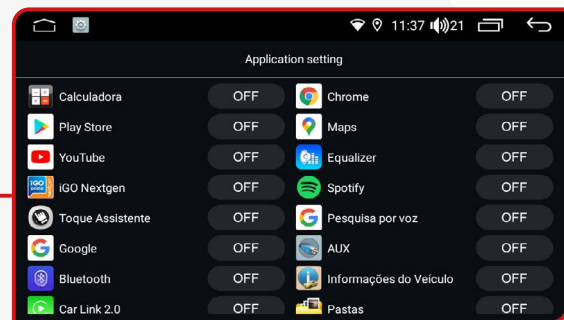 11:37 21
Application setting
Calculadora OFF Chrome OFF
Play Store OFF Maps OFF
YouTube OFF Equalizer OFF
iGO Nextgen OFF Spotify OFF
Toque Assistente OFF Pesquisa por voz OFF
Google OFF AUX OFF
Bluetooth OFF Informações do Veículo OFF
Car Link 2.0 OFF Pastas OFF